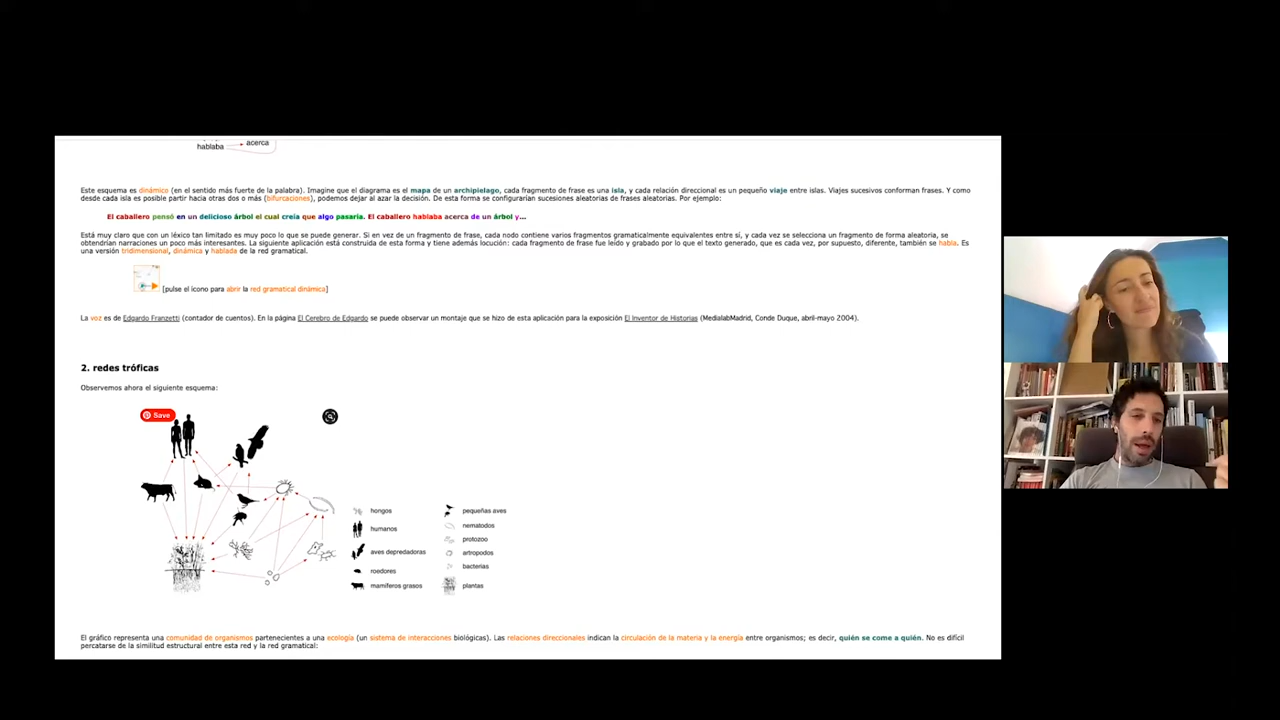 hablaba
acerca
Este esquema es dinámico (en el sentido más fuerte de la palabra). Imagine que el diagrama es el mapa de un archipielago, cada fragmento de frase es una isla, y cada relación direccional es un pequeño viaje entre islas. Viajes sucesivos conforman frases. Y como
desde cada isla es posible partir hacia otras dos o más (bifurcaciones), podemos dejar al azar la decisión. De esta forma se configurarían sucesiones aleatorias de frases aleatorias. Por ejemplo:
El caballero pensó en un delicioso árbol el cual creía que algo pasaría. El caballero hablaba acerca de un árbol y...
Está muy claro que con un léxico tan limitado es muy poco lo que se puede generar. Si en vez de un fragmento de frase, cada nodo contiene varios fragmentos gramaticalmente equivalentes entre sí, y cada vez se selecciona un fragmento de forma aleatoria, se
obtendrían narraciones un poco más interesantes. La siguiente aplicación está construida de esta forma y tiene además locución: cada fragmento de frase fue leído y grabado por lo que el texto generado, que es cada vez, por supuesto, diferente, también se habla. Es
una versión tridimensional, dinámica y hablada de la red gramatical.
[pulse el ícono para abrir la red gramatical dinámica]
La voz es de Edgardo Franzetti (contador de cuentos). En la página El Cerebro de Edgardo se puede observar un montaje que se hizo de esta aplicación para la exposición El Inventor de Historias (MedialabMadrid, Conde Duque, abril-mayo 2004).
2. redes tróficas
Observemos ahora el siguiente esquema:
Save
hongos
pequeñas aves
humanos
nematodos
protozoo
aves depredadoras
artropodos
roedores
bacterias
mamíferos grasos
plantas
El gráfico representa una comunidad de organismos partenecientes a una ecología (un sistema de interacciones biológicas). Las relaciones direccionales indican la circulación de la materia y la energía entre organismos; es decir, quién se come a quién. No es difícil
percatarse de la similitud estructural entre esta red y la red gramatical: